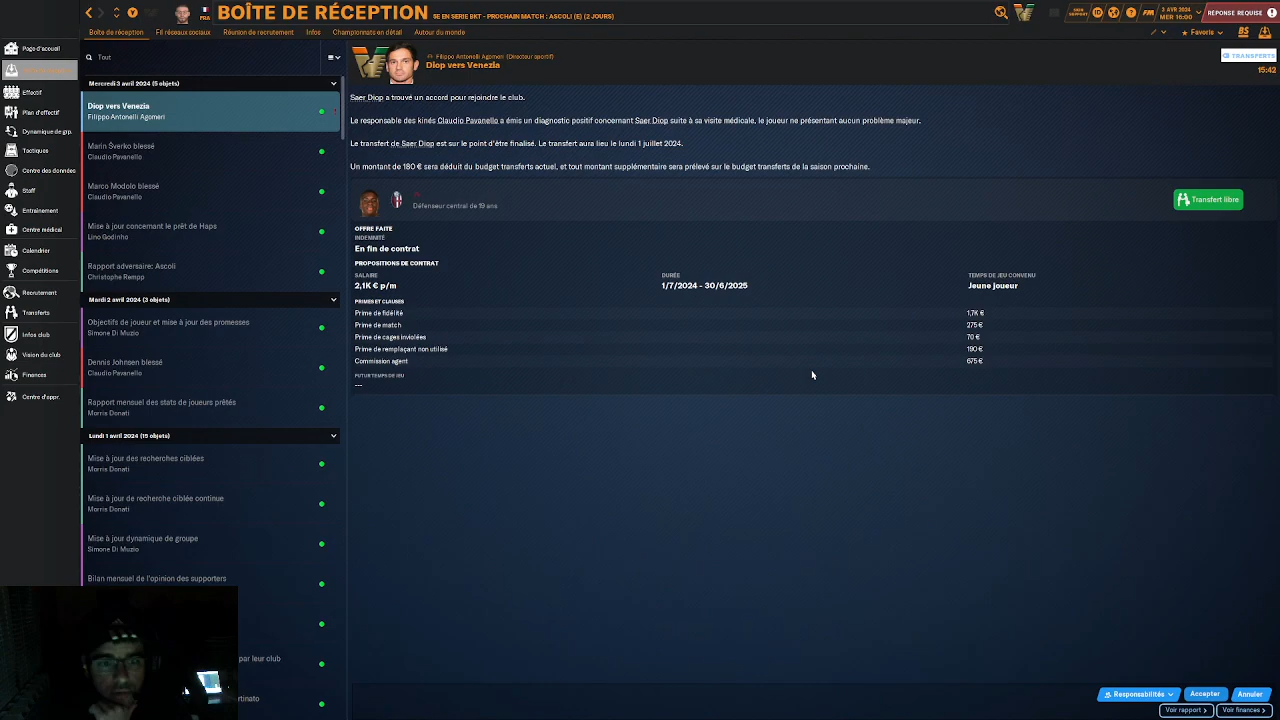 BOÎTE DE RÉCEPTION
5E EN SERIE BKT - PROCHAIN MATCH : ASCOLI (E) (2 JOURS)
FRA
3 AVR 2024
MER 16:00
RÉPONSE REQUISE
FM
Boîte de réception
Fil réseaux sociaux
Réunion de recrutement
Infos
Championnats en détail
Autour du monde
Favoris
BS
Page d'accueil
Effectif
Plan d'effectif
Dynamique de grp.
Tactiques
Centre des données
Staff
Entraînement
Centre médical
Calendrier
Compétitions
Recrutement
Transferts
Infos club
Vision du club
Finances
Centre d'appr.
Tout
Mercredi 3 avril 2024 (5 objets)
Diop vers Venezia
Filippo Antonelli Agomeri
Marin Šverko blessé
Claudio Pavanello
Marco Modolo blessé
Claudio Pavanello
Mise à jour concernant le prêt de Haps
Lino Godinho
Rapport adversaire: Ascoli
Christophe Rempp
Mardi 2 avril 2024 (3 objets)
Objectifs de joueur et mise à jour des promesses
Simone Di Muzio
Dennis Johnsen blessé
Claudio Pavanello
Rapport mensuel des stats de joueurs prêtés
Morris Donati
Lundi 1 avril 2024 (15 objets)
Mise à jour des recherches ciblées
Morris Donati
Mise à jour de recherche ciblée continue
Morris Donati
Mise à jour dynamique de groupe
Simone Di Muzio
Bilan mensuel de l'opinion des supporters
par leur club
rtinato
Filippo Antonelli Agomeri (Directeur sportif)
Diop vers Venezia
TRANSFERTS
15:42
Saer Diop a trouvé un accord pour rejoindre le club.
Le responsable des kinés Claudio Pavanello a émis un diagnostic positif concernant Saer Diop suite à sa visite médicale, le joueur ne présentant aucun problème majeur.
Le transfert de Saer Diop est sur le point d'être finalisé. Le transfert aura lieu le lundi 1 juillet 2024.
Un montant de 180 € sera déduit du budget transferts actuel, et tout montant supplémentaire sera prélevé sur le budget transferts de la saison prochaine.
Défenseur central de 19 ans
Transfert libre
OFFRE FAITE
INDEMNITÉ
En fin de contrat
PROPOSITIONS DE CONTRAT
SALAIRE
DURÉE
TEMPS DE JEU CONVENU
2,1K € p/m
1/7/2024 - 30/6/2025
Jeune joueur
PRIMES ET CLAUSES
Prime de fidélité
1,7K €
Prime de match
275 €
Prime de cages inviolées
70 €
Prime de remplaçant non utilisé
190 €
Commission agent
675 €
FUTUR TEMPS DE JEU
---
Responsabilités
Accepter
Annuler
Voir rapport
Voir finances